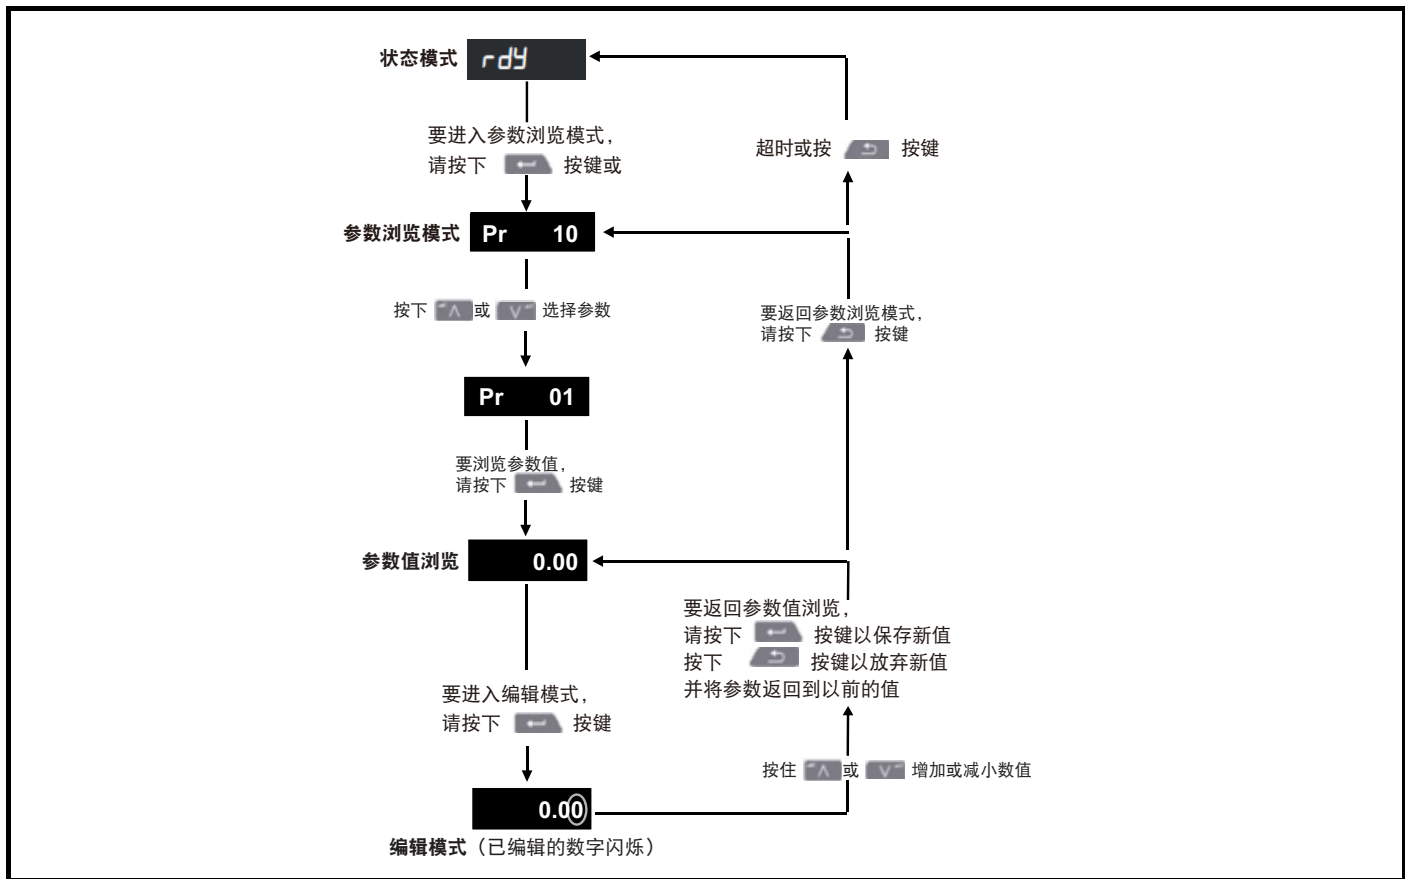 状态模式 rdy
要进入参数浏览模式，
请按下 按键或
超时或按 按键
参数浏览模式 Pr 10
按下 或 选择参数
要返回参数浏览模式，
请按下 按键
Pr 01
要浏览参数值，
请按下 按键
参数值浏览 0.00
要返回参数值浏览，
请按下 按键以保存新值
按下 按键以放弃新值
并将参数返回到以前的值
要进入编辑模式，
请按下 按键
按住 或 增加或减小数值
0.00
编辑模式（已编辑的数字闪烁）